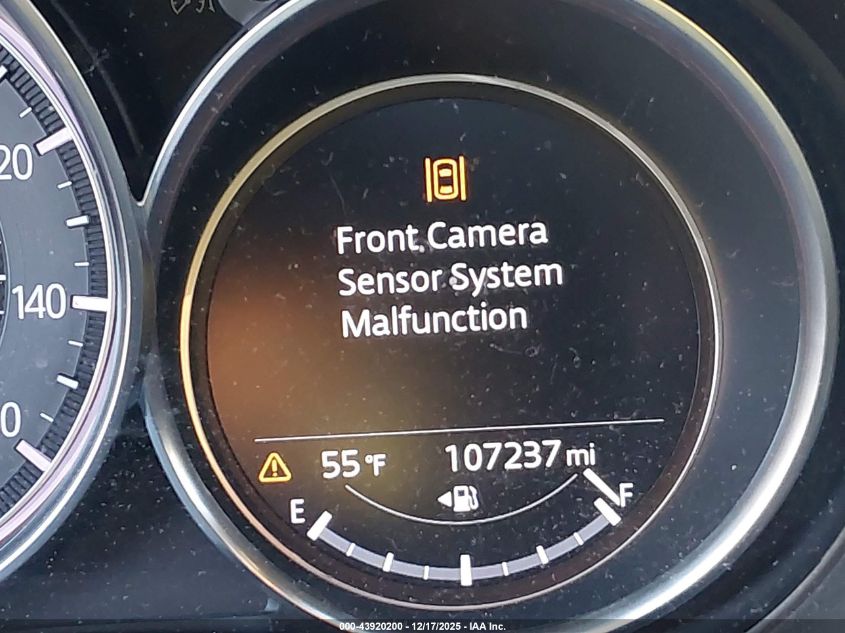 20
140
0
Front Camera
Sensor System
Malfunction
55°F
107237 mi
E
F
000-43920200 - 12/17/2025 - IAA Inc.